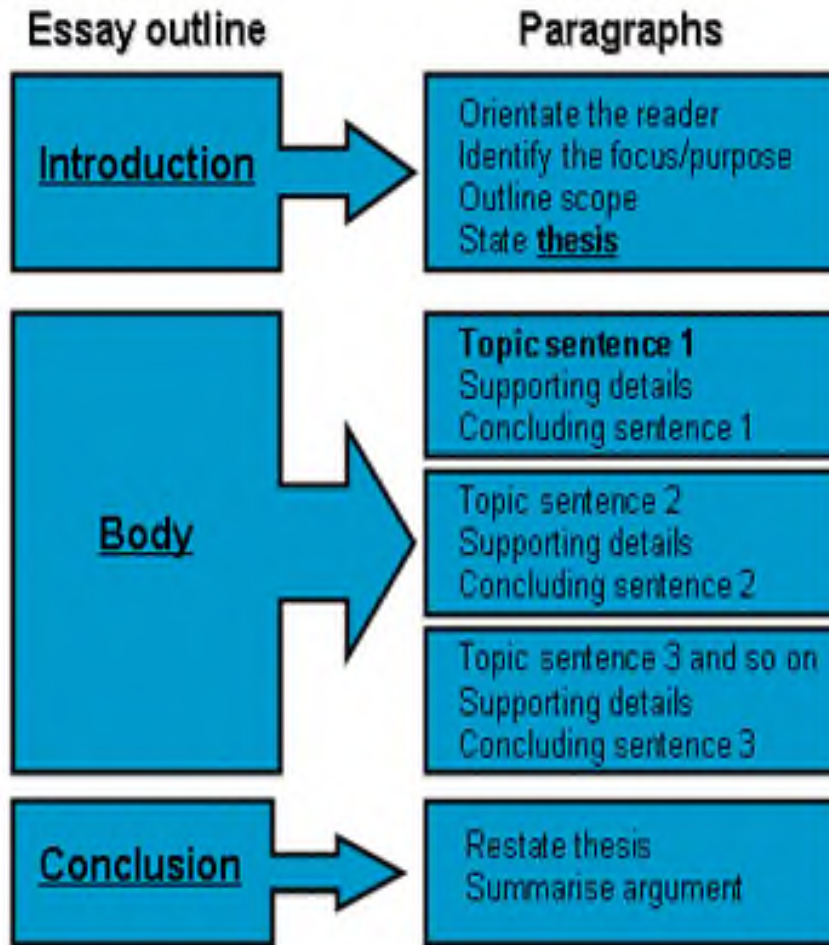 Essay outline
Paragraphs
Introduction
Orientate the reader
Identify the focus/purpose
Outline scope
State thesis
Body
Topic sentence 1
Supporting details
Concluding sentence 1
Topic sentence 2
Supporting details
Concluding sentence 2
Topic sentence 3 and so on
Supporting details
Concluding sentence 3
Conclusion
Restate thesis
Summarise argument